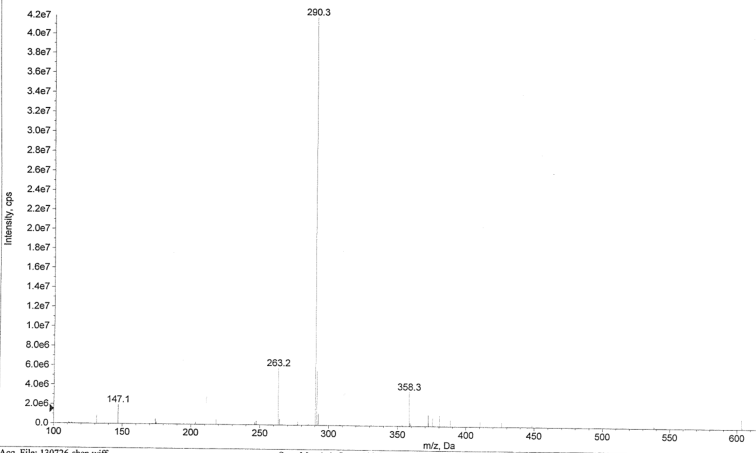 290.3
4.2e7
4.0e7
3.8e7
3.6e7
3.4e7
3.2e7
3.0e7
2.8e7
2.6e7
2.4e7
2.2e7
2.0e7
1.8e7
1.6e7
1.4e7
1.2e7
1.0e7
8.0e6
6.0e6
4.0e6
2.0e6
0.0
Intensity, cps
263.2
358.3
147.1
100 150 200 250 300 350 400 450 500 550 600
m/z, Da
Acq. File: 130726